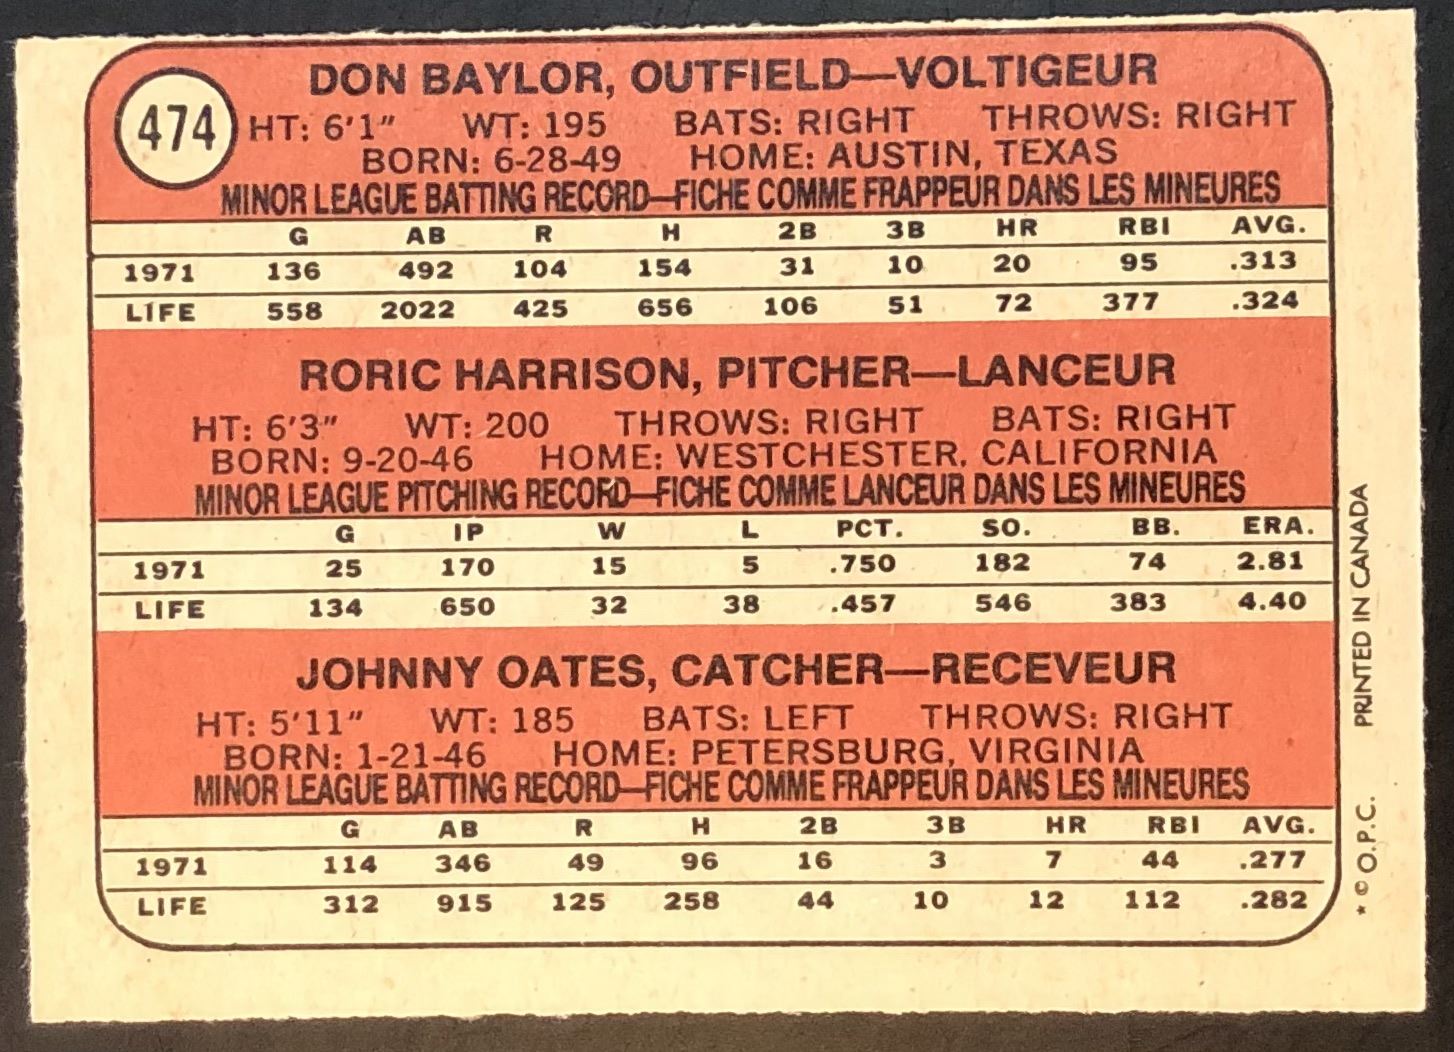 474
DON BAYLOR, OUTFIELD—VOLTIGEUR
HT: 6'1" WT: 195 BATS: RIGHT THROWS: RIGHT
BORN: 6-28-49 HOME: AUSTIN, TEXAS
MINOR LEAGUE BATTING RECORD—FICHE COMME FRAPPEUR DANS LES MINEURES
G AB R H 2B 3B HR RBI AVG.
1971 136 492 104 154 31 10 20 95 .313
LIFE 558 2022 425 656 106 51 72 377 .324
RORIC HARRISON, PITCHER—LANCEUR
HT: 6'3" WT: 200 THROWS: RIGHT BATS: RIGHT
BORN: 9-20-46 HOME: WESTCHESTER, CALIFORNIA
MINOR LEAGUE PITCHING RECORD—FICHE COMME LANCEUR DANS LES MINEURES
G IP W L PCT. SO. BB. ERA.
1971 25 170 15 5 .750 182 74 2.81
LIFE 134 650 32 38 .457 546 383 4.40
JOHNNY OATES, CATCHER—RECEVEUR
HT: 5'11" WT: 185 BATS: LEFT THROWS: RIGHT
BORN: 1-21-46 HOME: PETERSBURG, VIRGINIA
MINOR LEAGUE BATTING RECORD—FICHE COMME FRAPPEUR DANS LES MINEURES
G AB R H 2B 3B HR RBI AVG.
1971 114 346 49 96 16 3 7 44 .277
LIFE 312 915 125 258 44 10 12 112 .282
* © O.P.C. PRINTED IN CANADA